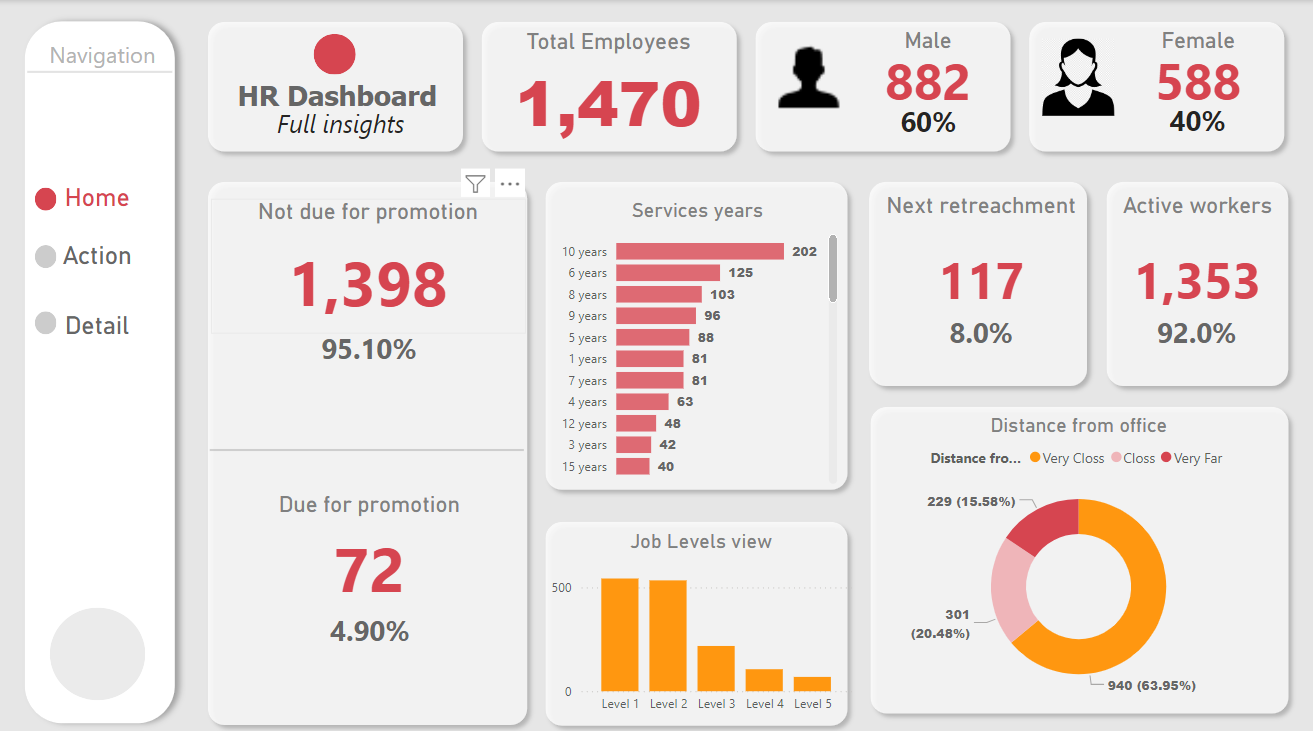 Navigation
Home
Action
Detail
HR Dashboard
Full insights
Total Employees
1,470
Male
882
60%
Female
588
40%
Not due for promotion
1,398
95.10%
Due for promotion
72
4.90%
Services years
10 years 202
6 years 125
8 years 103
9 years 96
5 years 88
1 years 81
7 years 81
4 years 63
12 years 48
3 years 42
15 years 40
Job Levels view
500
0
Level 1 Level 2 Level 3 Level 4 Level 5
Next retreachment
117
8.0%
Active workers
1,353
92.0%
Distance from office
Distance fro... Very Closs Closs Very Far
229 (15.58%)
301
(20.48%)
940 (63.95%)